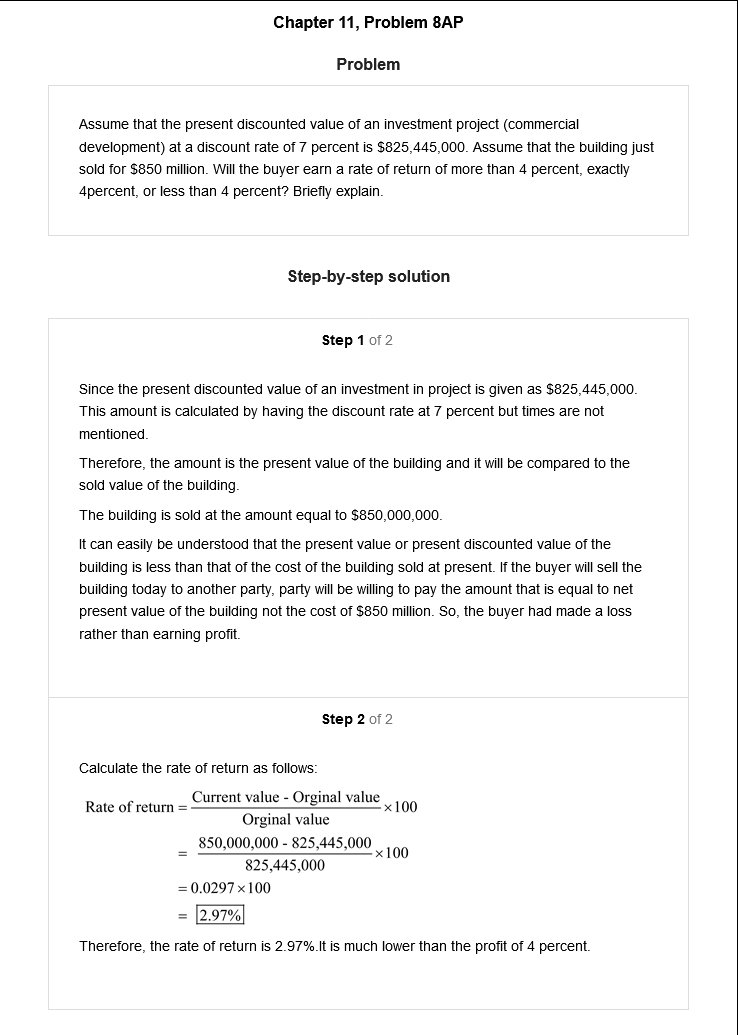 Chapter 11, Problem 8AP
Problem
Assume that the present discounted value of an investment project (commercial
development) at a discount rate of 7 percent is $825,445,000. Assume that the building just
sold for $850 million. Will the buyer earn a rate of return of more than 4 percent, exactly
4percent, or less than 4 percent? Briefly explain.
Step-by-step solution
Step 1 of 2
Since the present discounted value of an investment in project is given as $825,445,000.
This amount is calculated by having the discount rate at 7 percent but times are not
mentioned.
Therefore, the amount is the present value of the building and it will be compared to the
sold value of the building.
The building is sold at the amount equal to $850,000,000.
It can easily be understood that the present value or present discounted value of the
building is less than that of the cost of the building sold at present. If the buyer will sell the
building today to another party, party will be willing to pay the amount that is equal to net
present value of the building not the cost of $850 million. So, the buyer had made a loss
rather than earning profit.
Step 2 of 2
Calculate the rate of return as follows:
Rate of return = Current value - Orginal value / Orginal value × 100
= 850,000,000 - 825,445,000 / 825,445,000 × 100
= 0.0297 × 100
= 2.97%
Therefore, the rate of return is 2.97%.It is much lower than the profit of 4 percent.